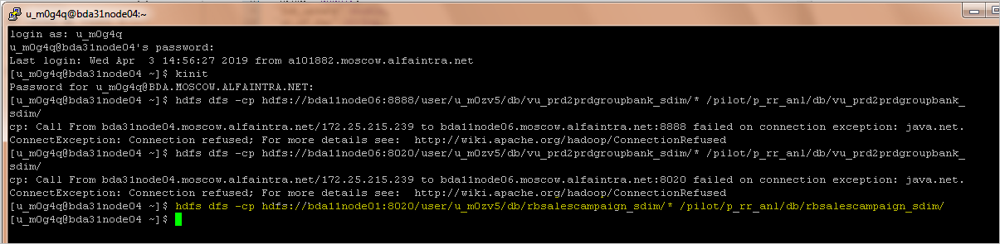 u_m0g4q@bda31node04:~
login as: u_m0g4q
u_m0g4q@bda31node04's password:
Last login: Wed Apr  3 14:56:27 2019 from a101882.moscow.alfaintra.net
[u_m0g4q@bda31node04 ~]$ kinit
Password for u_m0g4q@BDA.MOSCOW.ALFAINTRA.NET:
[u_m0g4q@bda31node04 ~]$ hdfs dfs -cp hdfs://bda11node06:8888/user/u_m0zv5/db/vu_prd2prdgroupbank_sdim/* /pilot/p_rr_anl/db/vu_prd2prdgroupbank_
sdim/
cp: Call From bda31node04.moscow.alfaintra.net/172.25.215.239 to bda11node06.moscow.alfaintra.net:8888 failed on connection exception: java.net.
ConnectException: Connection refused; For more details see:  http://wiki.apache.org/hadoop/ConnectionRefused
[u_m0g4q@bda31node04 ~]$ hdfs dfs -cp hdfs://bda11node06:8020/user/u_m0zv5/db/vu_prd2prdgroupbank_sdim/* /pilot/p_rr_anl/db/vu_prd2prdgroupbank_
sdim/
cp: Call From bda31node04.moscow.alfaintra.net/172.25.215.239 to bda11node06.moscow.alfaintra.net:8020 failed on connection exception: java.net.
ConnectException: Connection refused; For more details see:  http://wiki.apache.org/hadoop/ConnectionRefused
[u_m0g4q@bda31node04 ~]$ hdfs dfs -cp hdfs://bda11node01:8020/user/u_m0zv5/db/rbsalescampaign_sdim/* /pilot/p_rr_anl/db/rbsalescampaign_sdim/
[u_m0g4q@bda31node04 ~]$